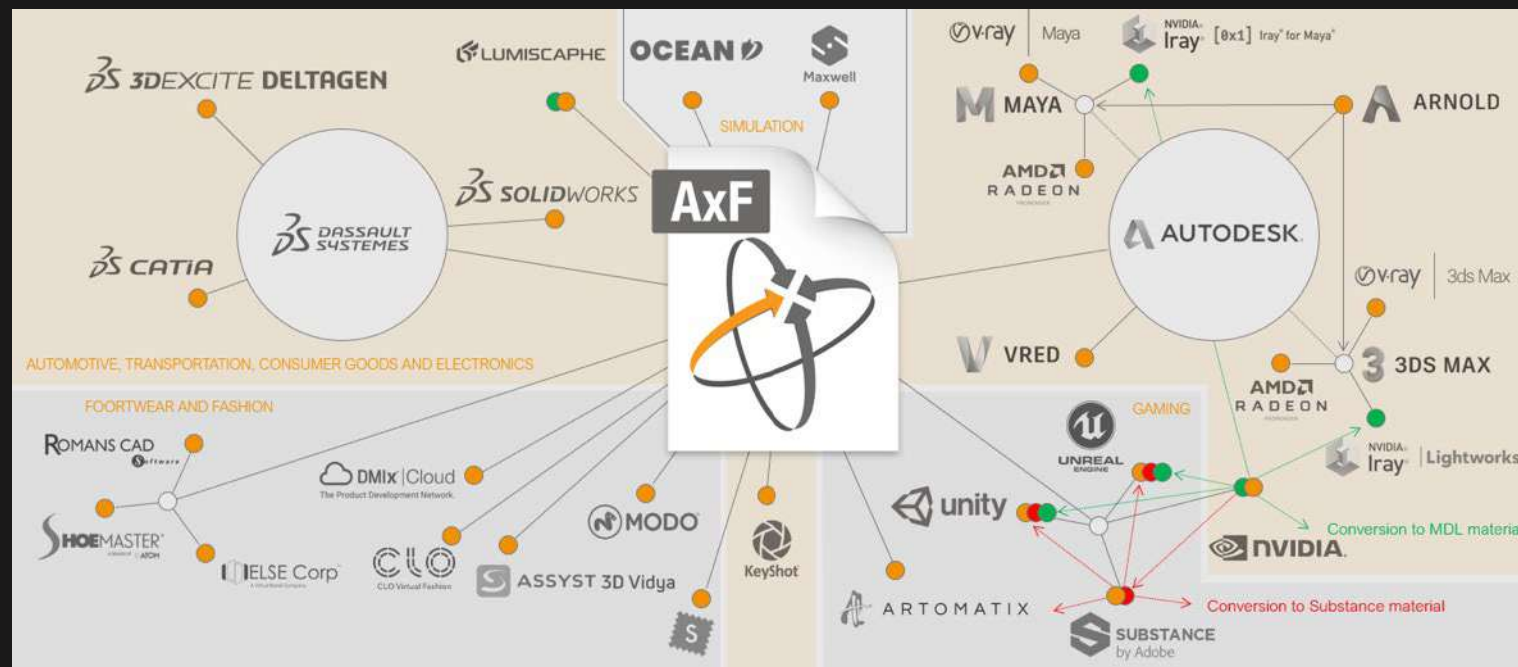 3DEXCITE DELTAGEN
LUMISCAPHE
OCEAN
Maxwell
SIMULATION
v·ray | Maya
NVIDIA® Iray® [0x1] Iray® for Maya®
MAYA
ARNOLD
AMD
RADEON
AxF
SOLIDWORKS
DASSAULT
SYSTEMES
CATIA
AUTODESK.
v·ray | 3ds Max
VRED
3 3DS MAX
AMD
RADEON
NVIDIA® Iray® | Lightworks
AUTOMOTIVE, TRANSPORTATION, CONSUMER GOODS AND ELECTRONICS
FOORTWEAR AND FASHION
GAMING
ROMANS CAD
Software
DMIx|Cloud
The Product Development Network.
UNREAL
ENGINE
unity
MODO®
SHOEMASTER®
ATOM
ELSE Corp™
CLO
CLO Virtual Fashion
S ASSYST 3D Vidya
KeyShot®
Conversion to MDL material
NVIDIA.
S
ARTOMATIX
Conversion to Substance material
SUBSTANCE
by Adobe